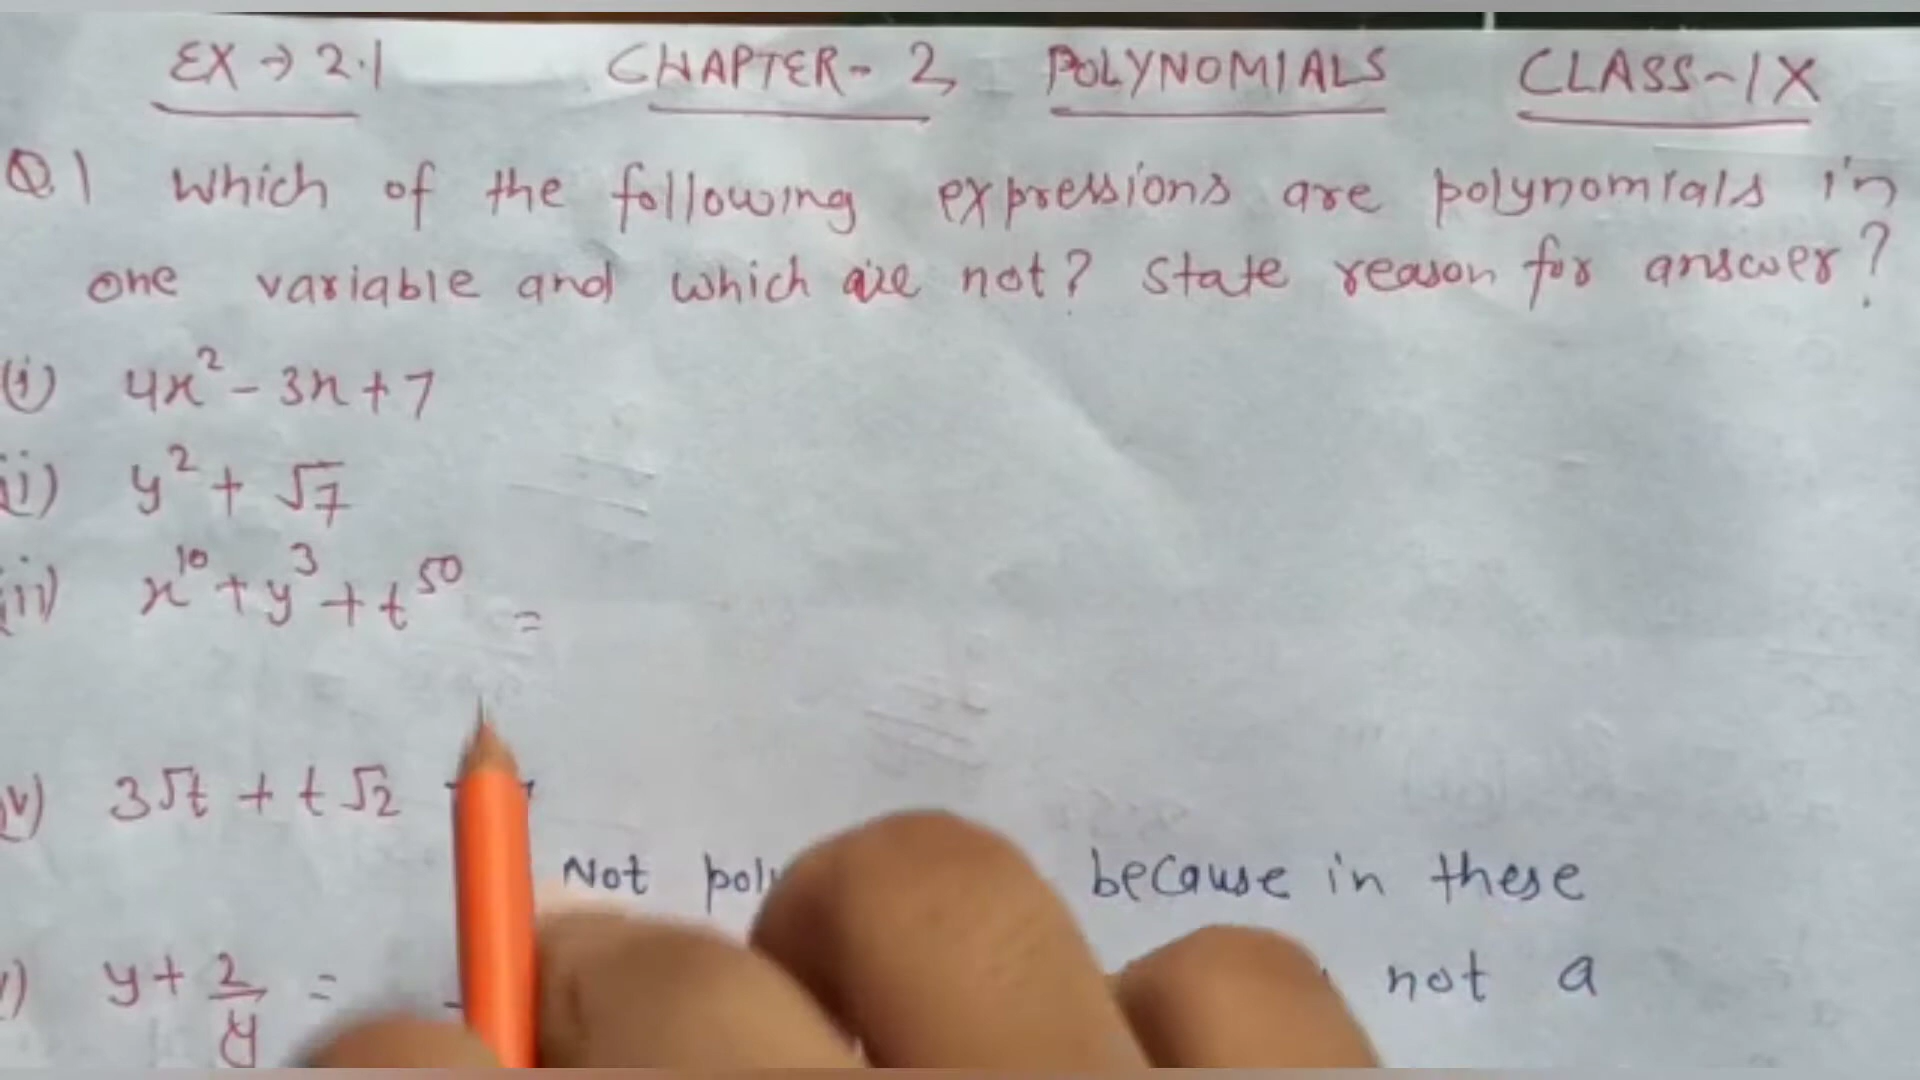 EX → 2.1 CHAPTER - 2 POLYNOMIALS CLASS - IX
Q.1 Which of the following expressions are polynomials in
one variable and which are not? State reason for answer?
(i) 4x² - 3x + 7
ii) y² + √7
iii) x¹⁰ + y³ + t⁵⁰ =
iv) 3√t + t√2
Not because in these
v) y + 2/y = not a